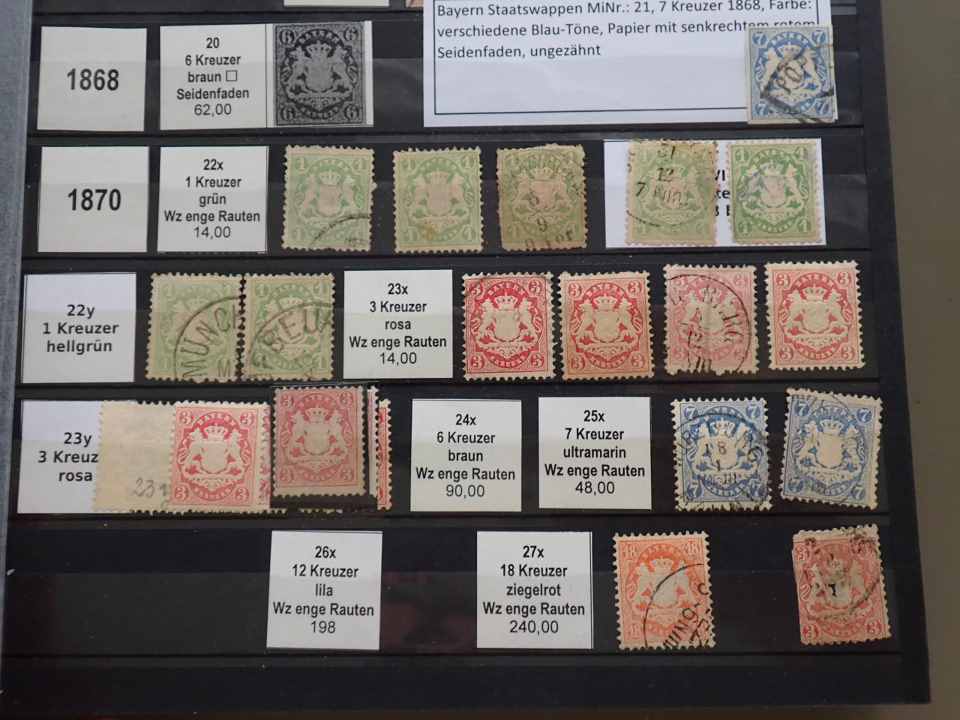 Bayern Staatswappen MiNr.: 21, 7 Kreuzer 1868, Farbe:
verschiedene Blau-Töne, Papier mit senkrechtem rotem
Seidenfaden, ungezähnt
1868
20
6 Kreuzer
braun □
Seidenfaden
62,00
1870
22x
1 Kreuzer
grün
Wz enge Rauten
14,00
22y
1 Kreuzer
hellgrün
MÜNCH
23x
3 Kreuzer
rosa
Wz enge Rauten
14,00
23y
3 Kreuzer
rosa
24x
6 Kreuzer
braun
Wz enge Rauten
90,00
25x
7 Kreuzer
ultramarin
Wz enge Rauten
48,00
26x
12 Kreuzer
lila
Wz enge Rauten
198
27x
18 Kreuzer
ziegelrot
Wz enge Rauten
240,00